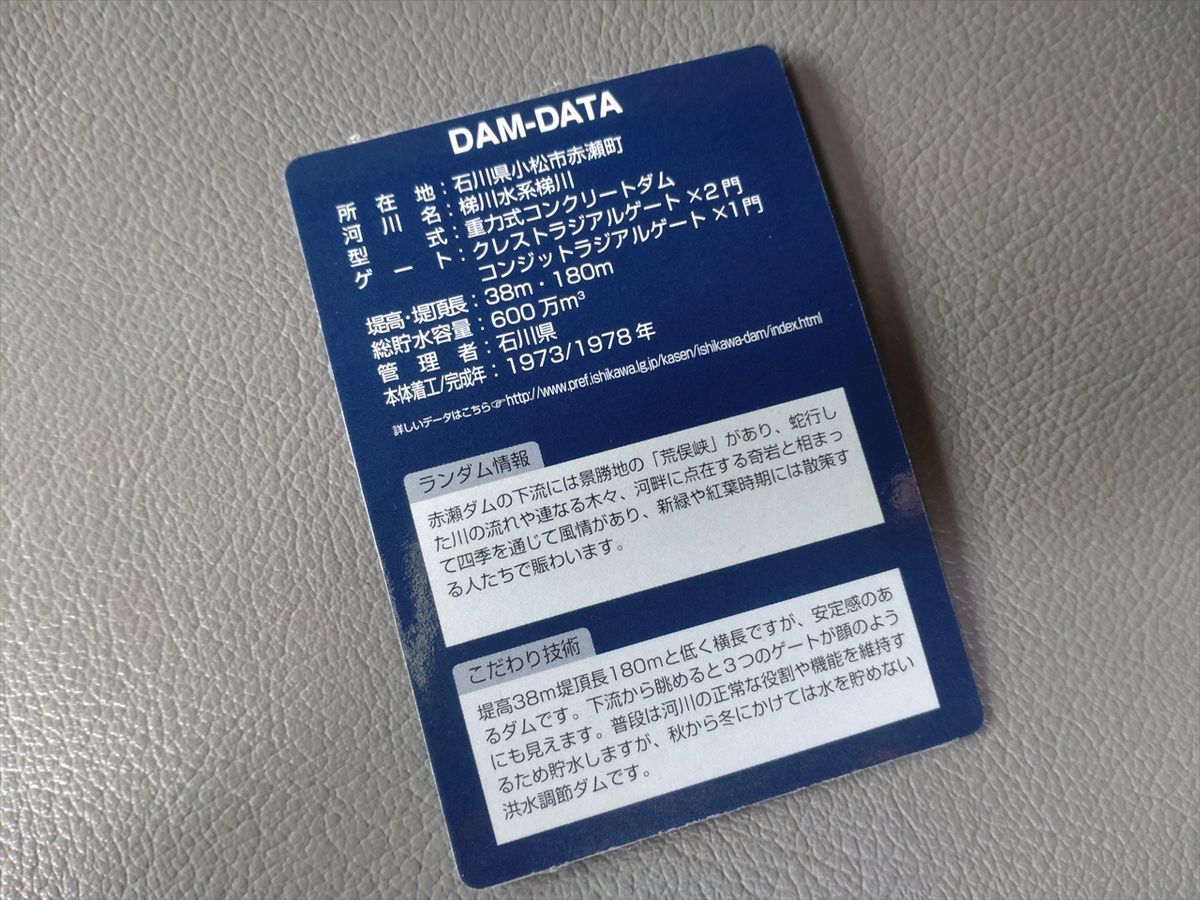 DAM-DATA
所在地：石川県小松市赤瀬町
河川名：梯川水系梯川
型式：重力式コンクリートダム
ゲート：クレストラジアルゲート×2門
コンジットラジアルゲート×1門
堤高・堤頂長：38m・180m
総貯水容量：600万m³
管理者：石川県
本体着工/完成年：1973/1978年
詳しいデータはこちら☞http://www.pref.ishikawa.lg.jp/kasen/ishikawa-dam/index.html
ランダム情報
赤瀬ダムの下流には景勝地の「荒俣峡」があり、蛇行し
た川の流れや連なる木々、河畔に点在する奇岩と相まっ
て四季を通じて風情があり、新緑や紅葉時期には散策す
る人たちで賑わいます。
こだわり技術
堤高38m堤頂長180mと低く横長ですが、安定感のあ
るダムです。下流から眺めると3つのゲートが顔のよう
にも見えます。普段は河川の正常な役割や機能を維持す
るため貯水しますが、秋から冬にかけては水を貯めない
洪水調節ダムです。